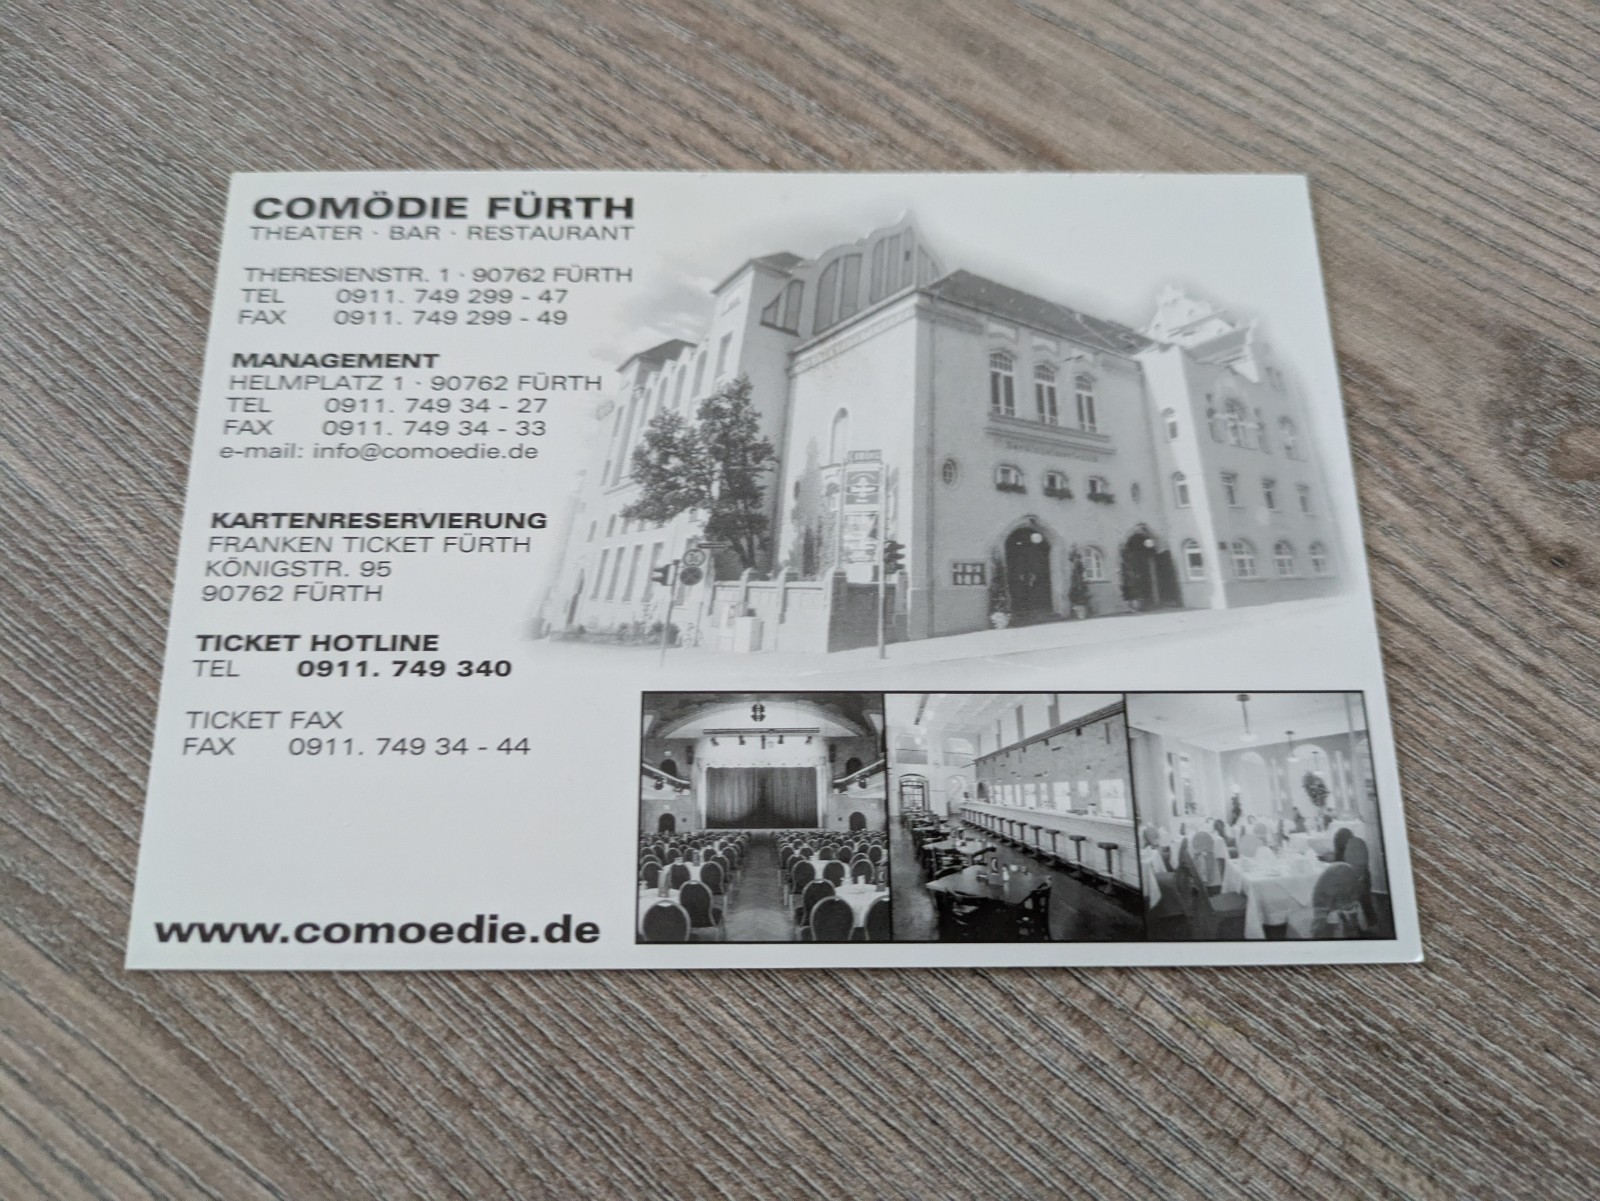 COMÖDIE FÜRTH
THEATER · BAR · RESTAURANT
THERESIENSTR. 1 · 90762 FÜRTH
TEL 0911. 749 299 - 47
FAX 0911. 749 299 - 49
MANAGEMENT
HELMPLATZ 1 · 90762 FÜRTH
TEL 0911. 749 34 - 27
FAX 0911. 749 34 - 33
e-mail: info@comoedie.de
KARTENRESERVIERUNG
FRANKEN TICKET FÜRTH
KÖNIGSTR. 95
90762 FÜRTH
TICKET HOTLINE
TEL 0911. 749 340
TICKET FAX
FAX 0911. 749 34 - 44
www.comoedie.de